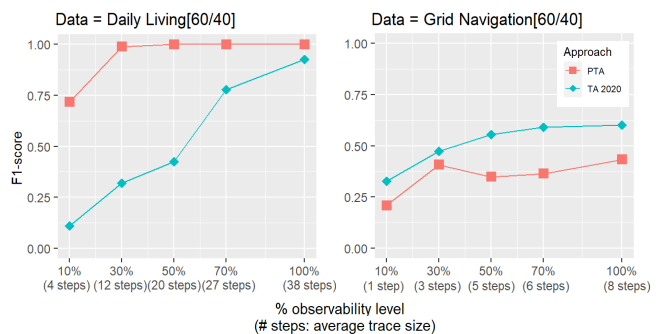 Data = Daily Living[60/40]
Data = Grid Navigation[60/40]
F1-score
1.00
0.75
0.50
0.25
0.00
10%
(4 steps)
30%
(12 steps)
50%
(20 steps)
70%
(27 steps)
100%
(38 steps)
1.00
0.75
0.50
0.25
0.00
Approach
PTA
TA 2020
10%
(1 step)
30%
(3 steps)
50%
(5 steps)
70%
(6 steps)
100%
(8 steps)
% observability level
(# steps: average trace size)